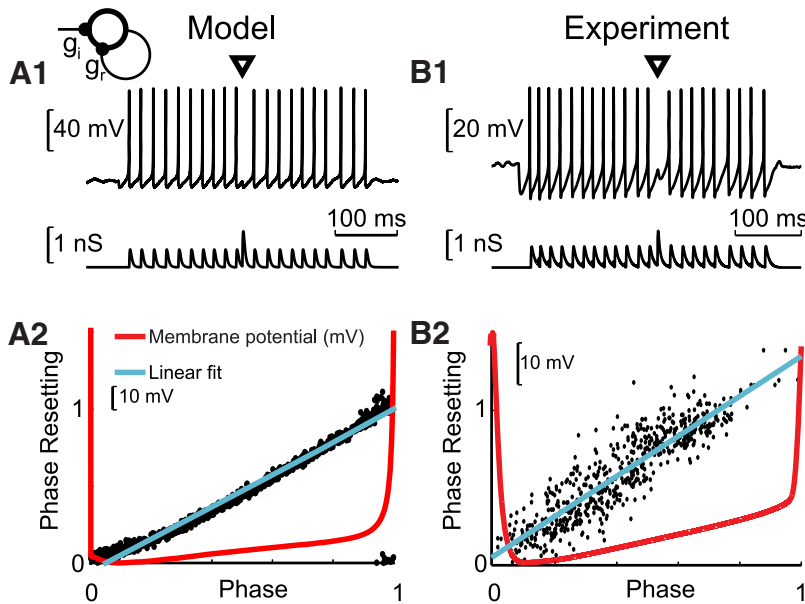 Model
Experiment
g_i
g_r
A1
B1
40 mV
20 mV
100 ms
100 ms
1 nS
1 nS
A2
B2
Membrane potential (mV)
Linear fit
10 mV
10 mV
Phase Resetting
Phase Resetting
1
1
0
0
0
1
0
1
Phase
Phase